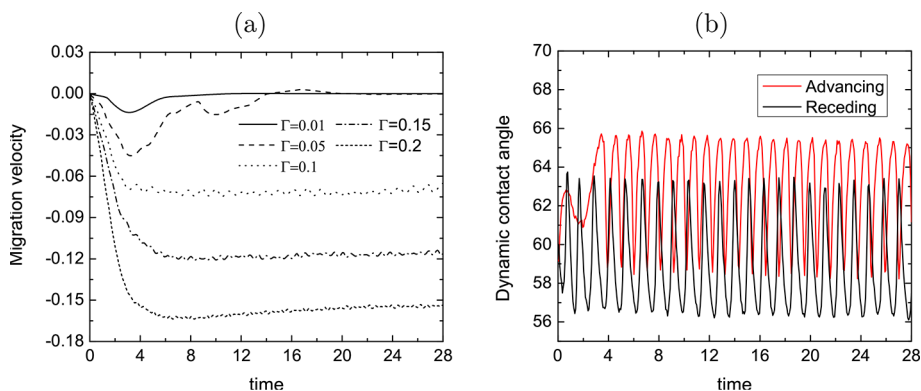 (a)
Migration velocity
0.03
0.00
-0.03
-0.06
-0.09
-0.12
-0.15
-0.18
Γ=0.01 Γ=0.15
Γ=0.05 Γ=0.2
Γ=0.1
0 4 8 12 16 20 24 28
time
(b)
Dynamic contact angle
70
68
66
64
62
60
58
56
Advancing
Receding
0 4 8 12 16 20 24 28
time